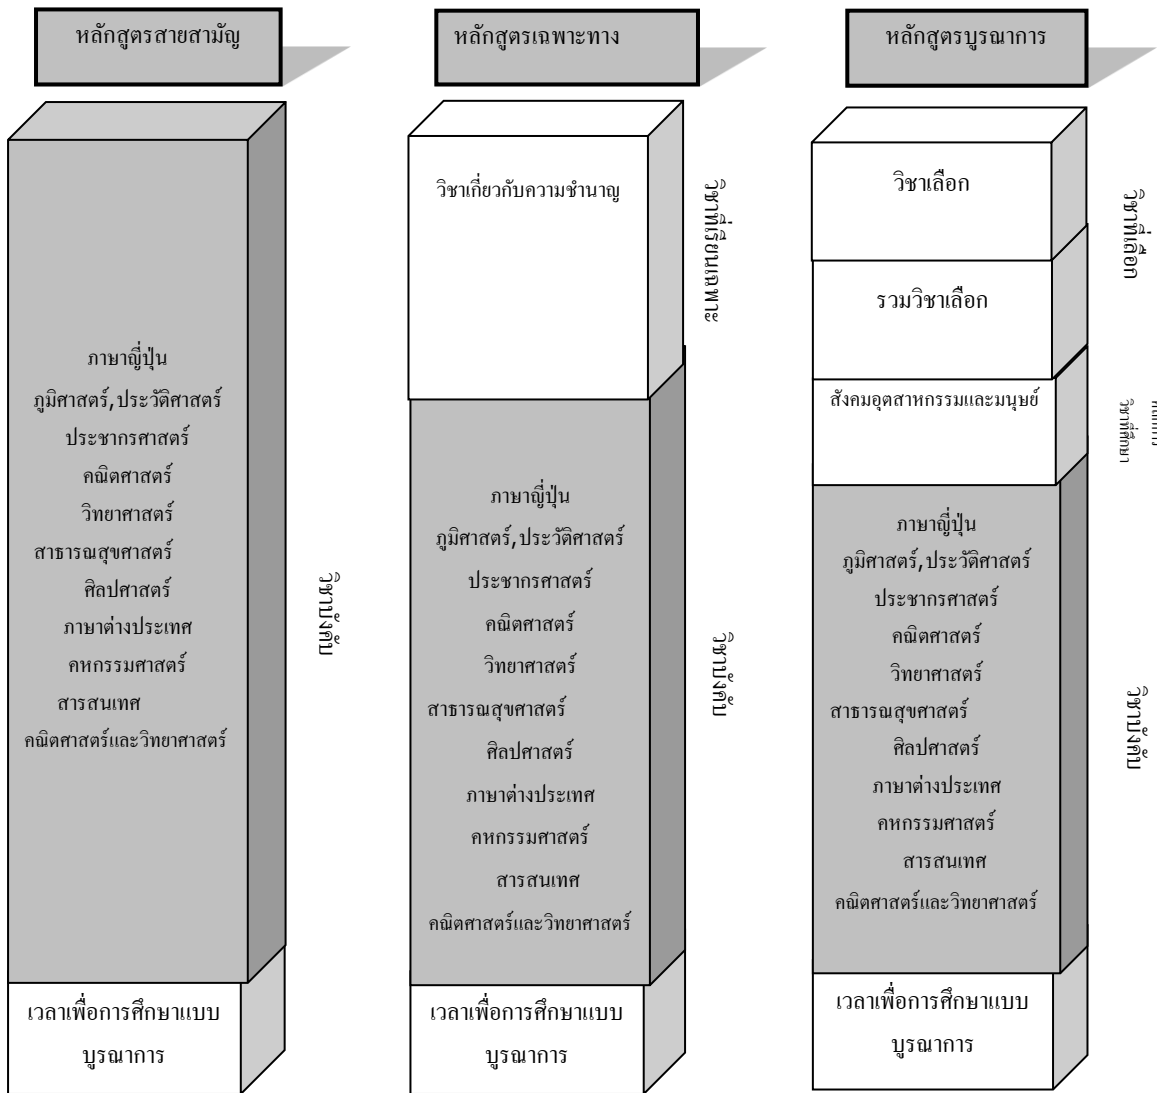 หลักสูตรสายสามัญ
ภาษาญี่ปุ่น
ภูมิศาสตร์,ประวัติศาสตร์
ประชากรศาสตร์
คณิตศาสตร์
วิทยาศาสตร์
สาธารณสุขศาสตร์
ศิลปศาสตร์
ภาษาต่างประเทศ
คหกรรมศาสตร์
สารสนเทศ
คณิตศาสตร์และวิทยาศาสตร์
วิชาบังคับ
เวลาเพื่อการศึกษาแบบ
บูรณาการ
หลักสูตรเฉพาะทาง
วิชาเกี่ยวกับความชำนาญ
วิชาที่เรียนเฉพาะ
ภาษาญี่ปุ่น
ภูมิศาสตร์,ประวัติศาสตร์
ประชากรศาสตร์
คณิตศาสตร์
วิทยาศาสตร์
สาธารณสุขศาสตร์
ศิลปศาสตร์
ภาษาต่างประเทศ
คหกรรมศาสตร์
สารสนเทศ
คณิตศาสตร์และวิทยาศาสตร์
วิชาบังคับ
เวลาเพื่อการศึกษาแบบ
บูรณาการ
หลักสูตรบูรณาการ
วิชาเลือก
รวมวิชาเลือก
วิชาที่เลือก
สังคมอุตสาหกรรมและมนุษย์
วิชาที่ศึกษา
ภาษาญี่ปุ่น
ภูมิศาสตร์,ประวัติศาสตร์
ประชากรศาสตร์
คณิตศาสตร์
วิทยาศาสตร์
สาธารณสุขศาสตร์
ศิลปศาสตร์
ภาษาต่างประเทศ
คหกรรมศาสตร์
สารสนเทศ
คณิตศาสตร์และวิทยาศาสตร์
วิชาบังคับ
เวลาเพื่อการศึกษาแบบ
บูรณาการ